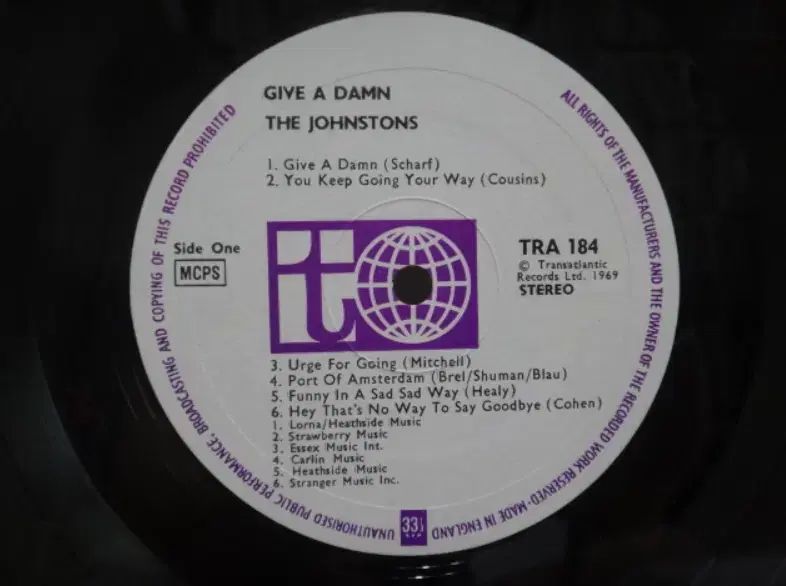 GIVE A DAMN
THE JOHNSTONS
1. Give A Damn (Scharf)
2. You Keep Going Your Way (Cousins)
Side One
MCPS
t
TRA 184
© Transatlantic
Records Ltd. 1969
STEREO
3. Urge For Going (Mitchell)
4. Port Of Amsterdam (Brel/Shuman/Blau)
5. Funny In A Sad Sad Way (Healy)
6. Hey That's No Way To Say Goodbye (Cohen)
1. Lorna/Heathside Music
2. Strawberry Music
3. Essex Music Int.
4. Carlin Music
5. Heathside Music
6. Stranger Music Inc.
33⅓
ALL RIGHTS OF THE MANUFACTURERS AND THE OWNER OF THE RECORDED WORK RESERVED-MADE IN ENGLAND
UNAUTHORISED PUBLIC PERFORMANCE, BROADCASTING AND COPYING OF THIS RECORD PROHIBITED